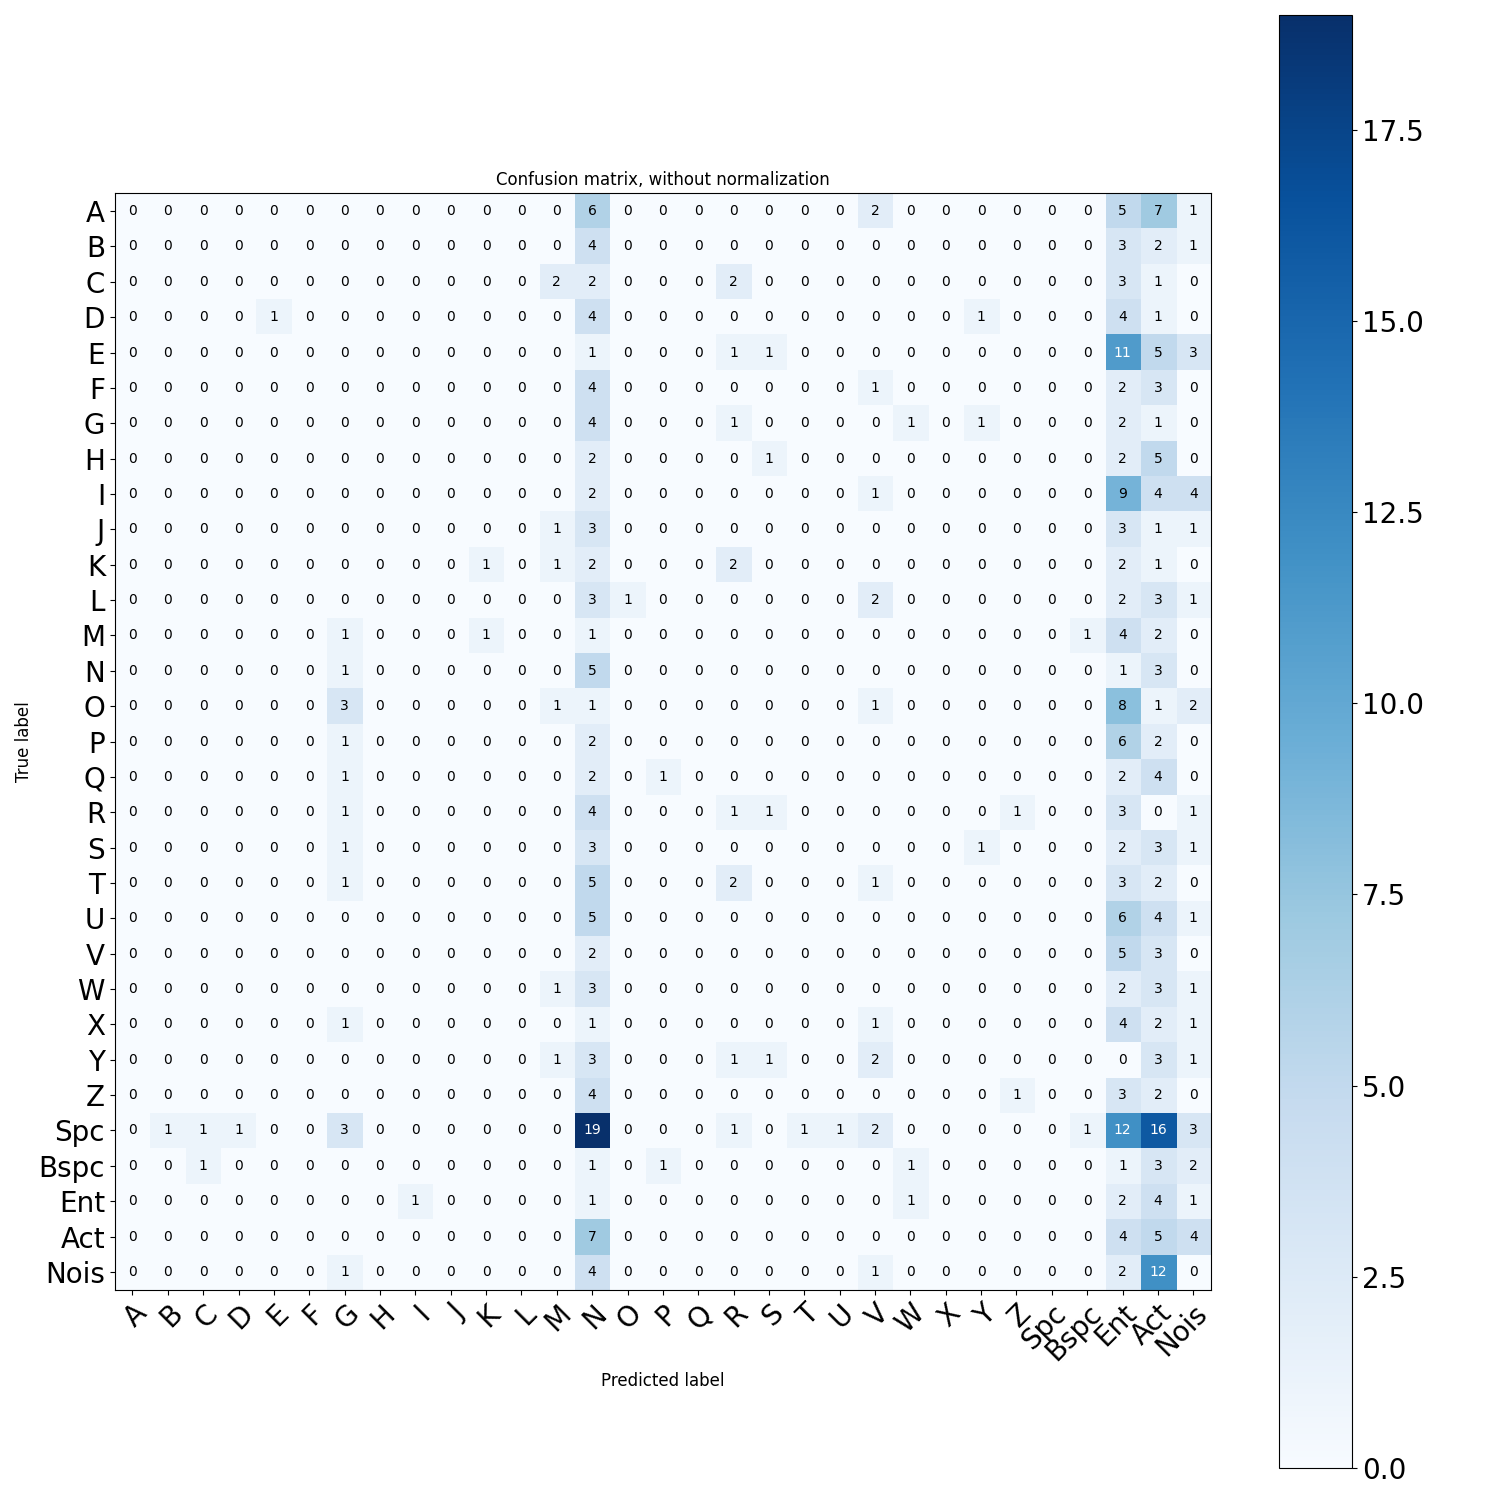 Confusion matrix, without normalization
True label
A 0 0 0 0 0 0 0 0 0 0 0 0 0 6 0 0 0 0 0 0 0 2 0 0 0 0 0 0 5 7 1
B 0 0 0 0 0 0 0 0 0 0 0 0 0 4 0 0 0 0 0 0 0 0 0 0 0 0 0 0 3 2 1
C 0 0 0 0 0 0 0 0 0 0 0 0 2 2 0 0 0 2 0 0 0 0 0 0 0 0 0 0 3 1 0
D 0 0 0 0 1 0 0 0 0 0 0 0 0 4 0 0 0 0 0 0 0 0 0 0 1 0 0 0 4 1 0
E 0 0 0 0 0 0 0 0 0 0 0 0 0 1 0 0 0 1 1 0 0 0 0 0 0 0 0 0 11 5 3
F 0 0 0 0 0 0 0 0 0 0 0 0 0 4 0 0 0 0 0 0 0 1 0 0 0 0 0 0 2 3 0
G 0 0 0 0 0 0 0 0 0 0 0 0 0 4 0 0 0 1 0 0 0 0 1 0 1 0 0 0 2 1 0
H 0 0 0 0 0 0 0 0 0 0 0 0 0 2 0 0 0 0 1 0 0 0 0 0 0 0 0 0 2 5 0
I 0 0 0 0 0 0 0 0 0 0 0 0 0 2 0 0 0 0 0 0 0 1 0 0 0 0 0 0 9 4 4
J 0 0 0 0 0 0 0 0 0 0 0 0 1 3 0 0 0 0 0 0 0 0 0 0 0 0 0 0 3 1 1
K 0 0 0 0 0 0 0 0 0 0 1 0 1 2 0 0 0 2 0 0 0 0 0 0 0 0 0 0 2 1 0
L 0 0 0 0 0 0 0 0 0 0 0 0 0 3 1 0 0 0 0 0 0 2 0 0 0 0 0 0 2 3 1
M 0 0 0 0 0 0 1 0 0 0 1 0 0 1 0 0 0 0 0 0 0 0 0 0 0 0 0 1 4 2 0
N 0 0 0 0 0 0 1 0 0 0 0 0 0 5 0 0 0 0 0 0 0 0 0 0 0 0 0 0 1 3 0
O 0 0 0 0 0 0 3 0 0 0 0 0 1 1 0 0 0 0 0 0 0 1 0 0 0 0 0 0 8 1 2
P 0 0 0 0 0 0 1 0 0 0 0 0 0 2 0 0 0 0 0 0 0 0 0 0 0 0 0 0 6 2 0
Q 0 0 0 0 0 0 1 0 0 0 0 0 0 2 0 1 0 0 0 0 0 0 0 0 0 0 0 0 2 4 0
R 0 0 0 0 0 0 1 0 0 0 0 0 0 4 0 0 0 1 1 0 0 0 0 0 0 1 0 0 3 0 1
S 0 0 0 0 0 0 1 0 0 0 0 0 0 3 0 0 0 0 0 0 0 0 0 0 1 0 0 0 2 3 1
T 0 0 0 0 0 0 1 0 0 0 0 0 0 5 0 0 0 2 0 0 0 1 0 0 0 0 0 0 3 2 0
U 0 0 0 0 0 0 0 0 0 0 0 0 0 5 0 0 0 0 0 0 0 0 0 0 0 0 0 0 6 4 1
V 0 0 0 0 0 0 0 0 0 0 0 0 0 2 0 0 0 0 0 0 0 0 0 0 0 0 0 0 5 3 0
W 0 0 0 0 0 0 0 0 0 0 0 0 1 3 0 0 0 0 0 0 0 0 0 0 0 0 0 0 2 3 1
X 0 0 0 0 0 0 1 0 0 0 0 0 0 1 0 0 0 0 0 0 0 1 0 0 0 0 0 0 4 2 1
Y 0 0 0 0 0 0 0 0 0 0 0 0 1 3 0 0 0 1 1 0 0 2 0 0 0 0 0 0 0 3 1
Z 0 0 0 0 0 0 0 0 0 0 0 0 0 4 0 0 0 0 0 0 0 0 0 0 0 1 0 0 3 2 0
Spc 0 1 1 1 0 0 3 0 0 0 0 0 0 19 0 0 0 1 0 1 1 2 0 0 0 0 0 1 12 16 3
Bspc 0 0 1 0 0 0 0 0 0 0 0 0 0 1 0 1 0 0 0 0 0 0 1 0 0 0 0 0 1 3 2
Ent 0 0 0 0 0 0 0 0 1 0 0 0 0 1 0 0 0 0 0 0 0 0 1 0 0 0 0 0 2 4 1
Act 0 0 0 0 0 0 0 0 0 0 0 0 0 7 0 0 0 0 0 0 0 0 0 0 0 0 0 0 4 5 4
Nois 0 0 0 0 0 0 1 0 0 0 0 0 0 4 0 0 0 0 0 0 0 1 0 0 0 0 0 0 2 12 0
A B C D E F G H I J K L M N O P Q R S T U V W X Y Z Spc Bspc Ent Act Nois
Predicted label
17.5
15.0
12.5
10.0
7.5
5.0
2.5
0.0